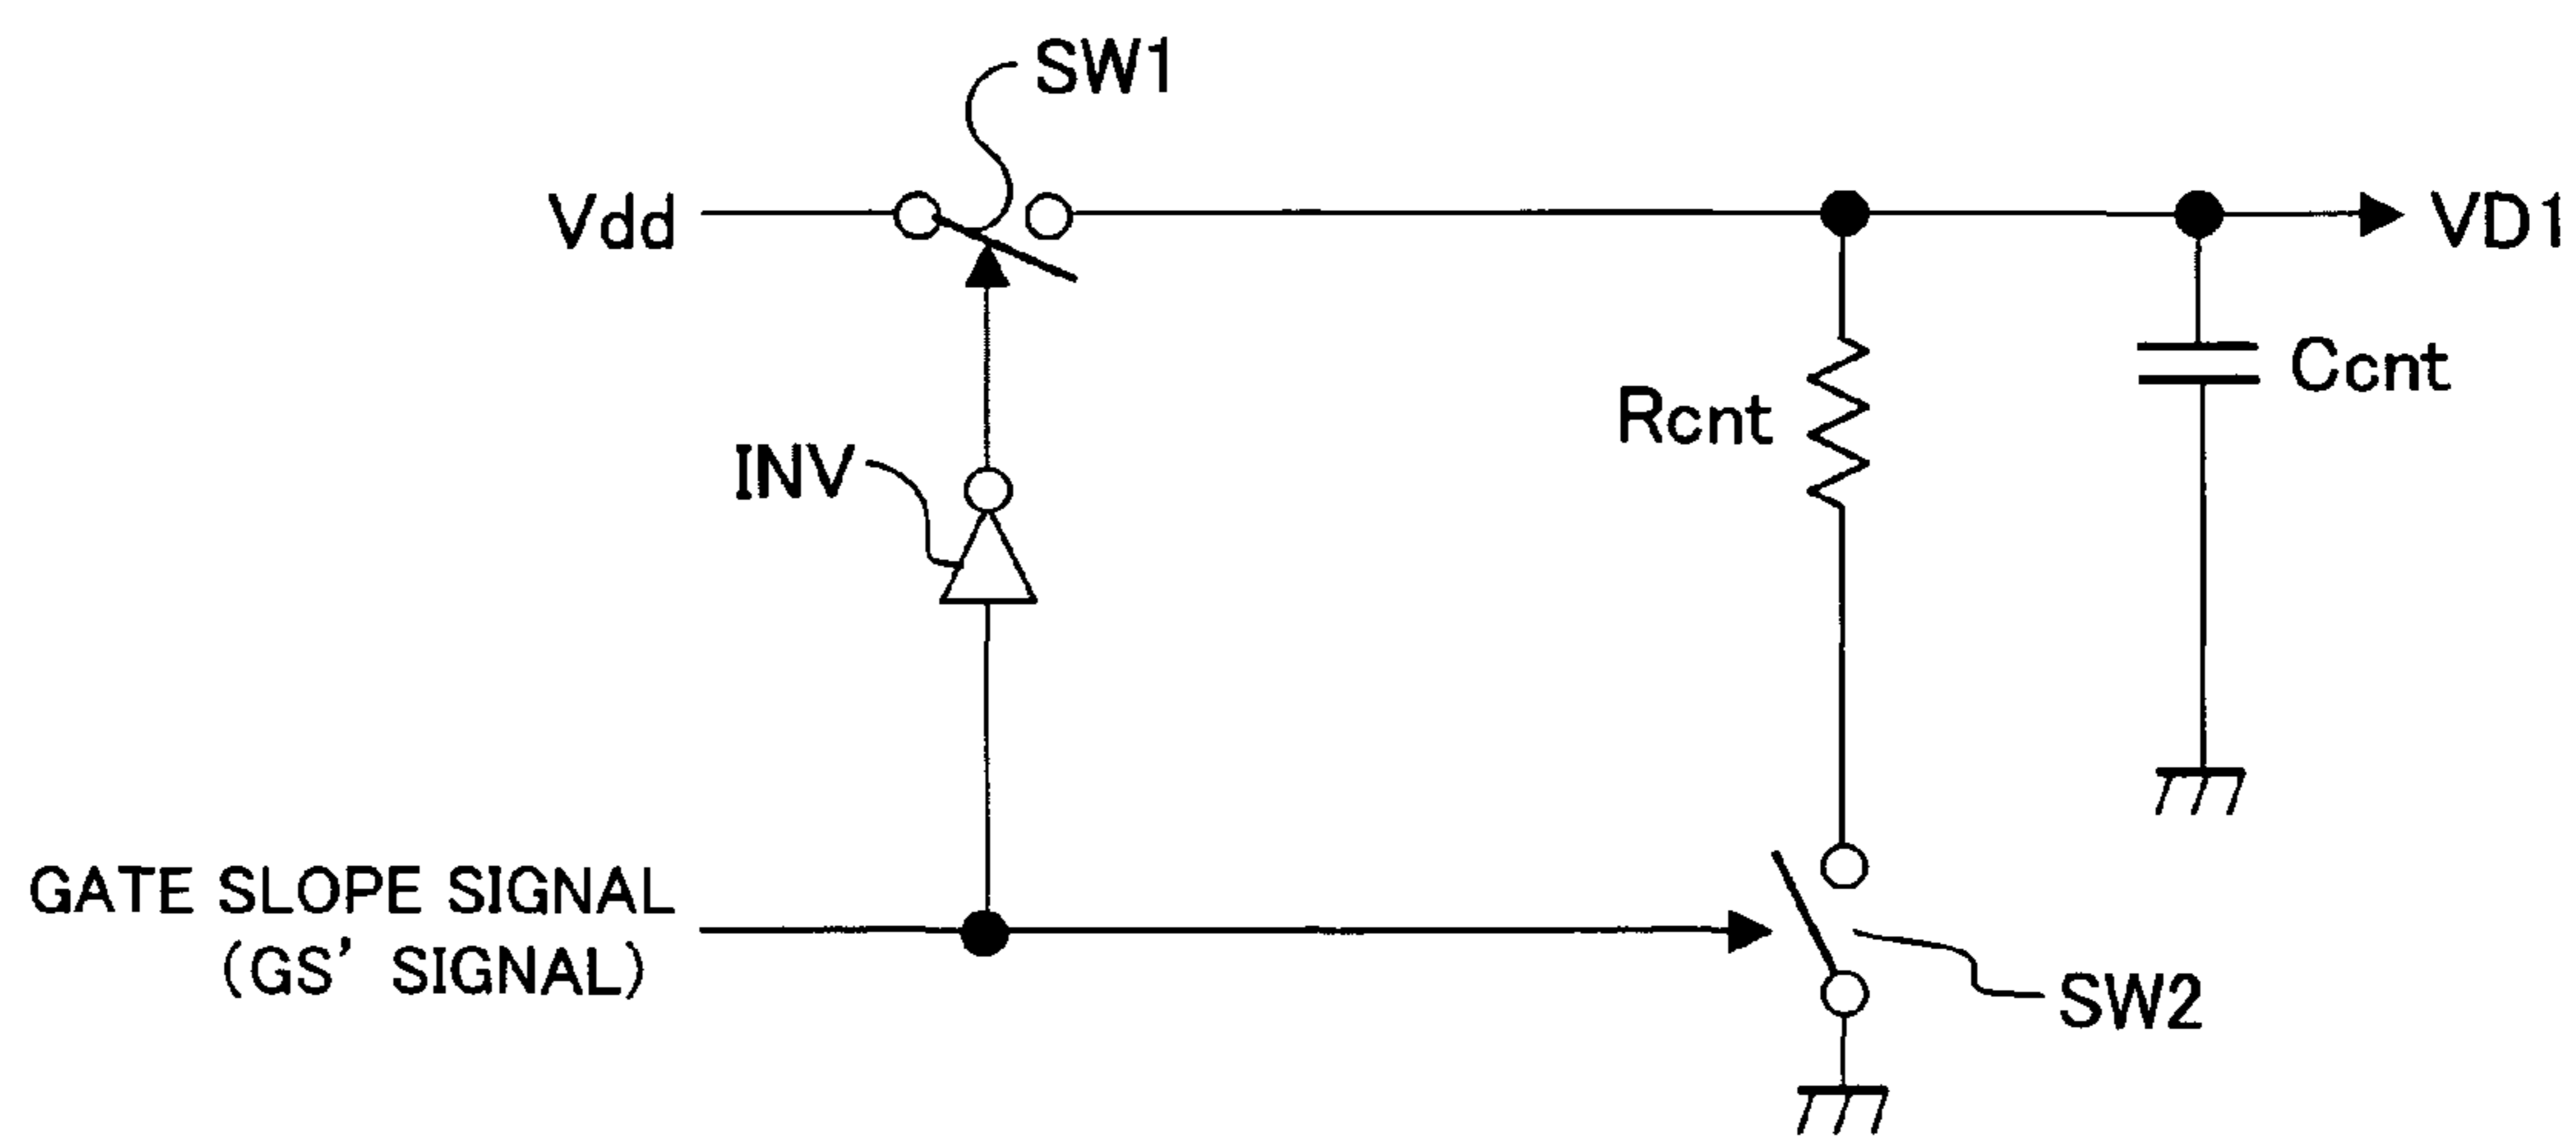 SW1
Vdd
VD1
Ccnt
Rcnt
INV
GATE SLOPE SIGNAL
(GS' SIGNAL)
SW2